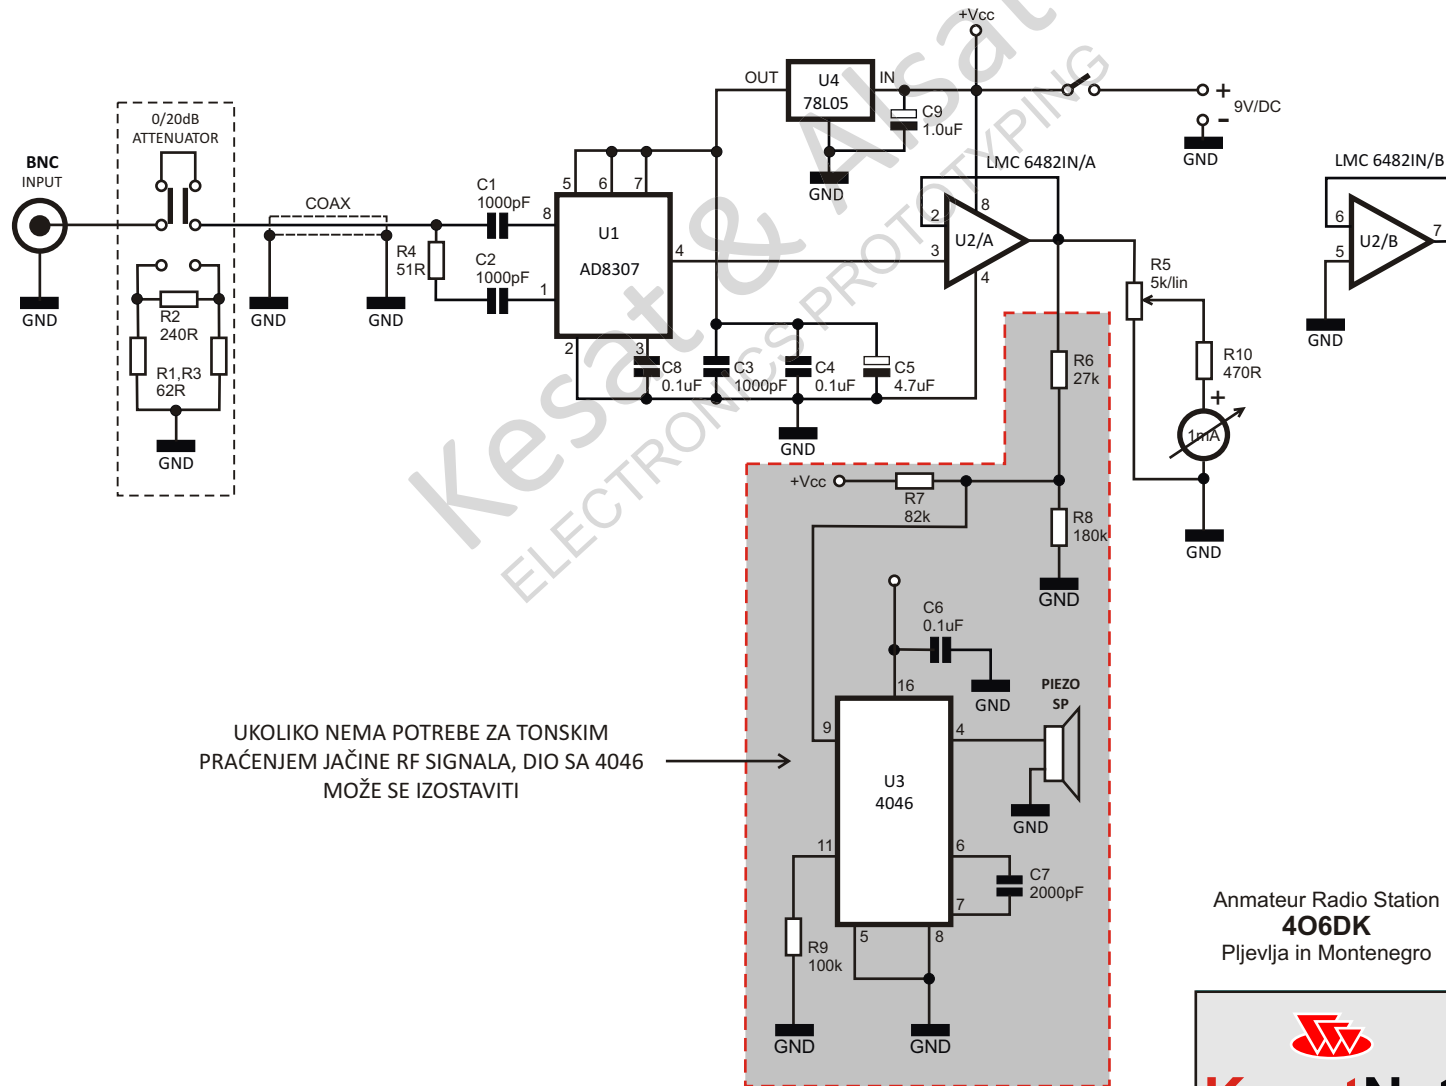 +Vcc
OUT
U4
78L05
IN
C9
1.0uF
+
-
9V/DC
GND
GND
0/20dB
ATTENUATOR
BNC
INPUT
GND
R2
240R
R1,R3
62R
GND
COAX
GND
GND
R4
51R
C1
1000pF
C2
1000pF
5
6
7
8
1
U1
AD8307
4
2
3
C8
0.1uF
C3
1000pF
C4
0.1uF
C5
4.7uF
GND
LMC 6482IN/A
2
3
8
4
U2/A
R5
5k/lin
R10
470R
+
1mA
GND
LMC 6482IN/B
6
5
7
U2/B
GND
R6
27k
+Vcc
R7
82k
R8
180k
GND
C6
0.1uF
GND
16
9
4
PIEZO
SP
GND
U3
4046
11
6
7
C7
2000pF
5
8
R9
100k
GND
GND
UKOLIKO NEMA POTREBE ZA TONSKIM
PRAĆENJEM JAČINE RF SIGNALA, DIO SA 4046
MOŽE SE IZOSTAVITI
Kesat & Alsat
ELECTRONICS PROTOTYPING
Anmateur Radio Station
4O6DK
Pljevlja in Montenegro